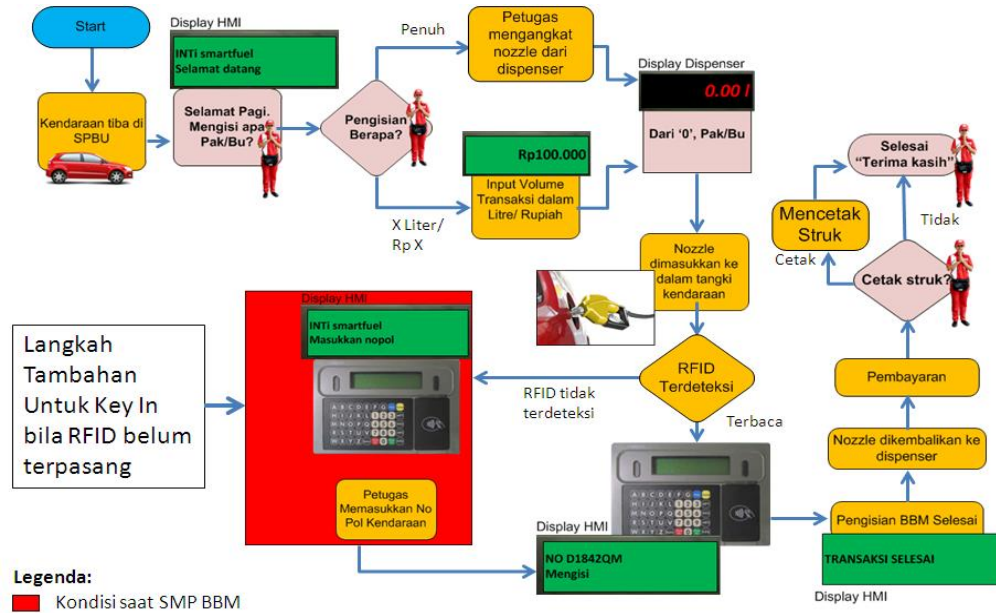 Start
Kendaraan tiba di
SPBU
Display HMI
INTi smartfuel
Selamat datang
Selamat Pagi.
Mengisi apa
Pak/Bu?
Pengisian
Berapa?
Penuh
Petugas
mengangkat
nozzle dari
dispenser
X Liter/
Rp X
Rp100.000
Input Volume
Transaksi dalam
Litre/ Rupiah
Display Dispenser
0.00 l
Dari ‘0’, Pak/Bu
Nozzle
dimasukkan ke
dalam tangki
kendaraan
RFID
Terdeteksi
RFID tidak
terdeteksi
Terbaca
Langkah
Tambahan
Untuk Key In
bila RFID belum
terpasang
Display HMI
INTi smartfuel
Masukkan nopol
Petugas
Memasukkan No
Pol Kendaraan
Display HMI
NO D1842QM
Mengisi
Pengisian BBM Selesai
TRANSAKSI SELESAI
Display HMI
Nozzle dikembalikan ke
dispenser
Pembayaran
Cetak struk?
Cetak
Mencetak
Struk
Tidak
Selesai
“Terima kasih”
Legenda:
Kondisi saat SMP BBM